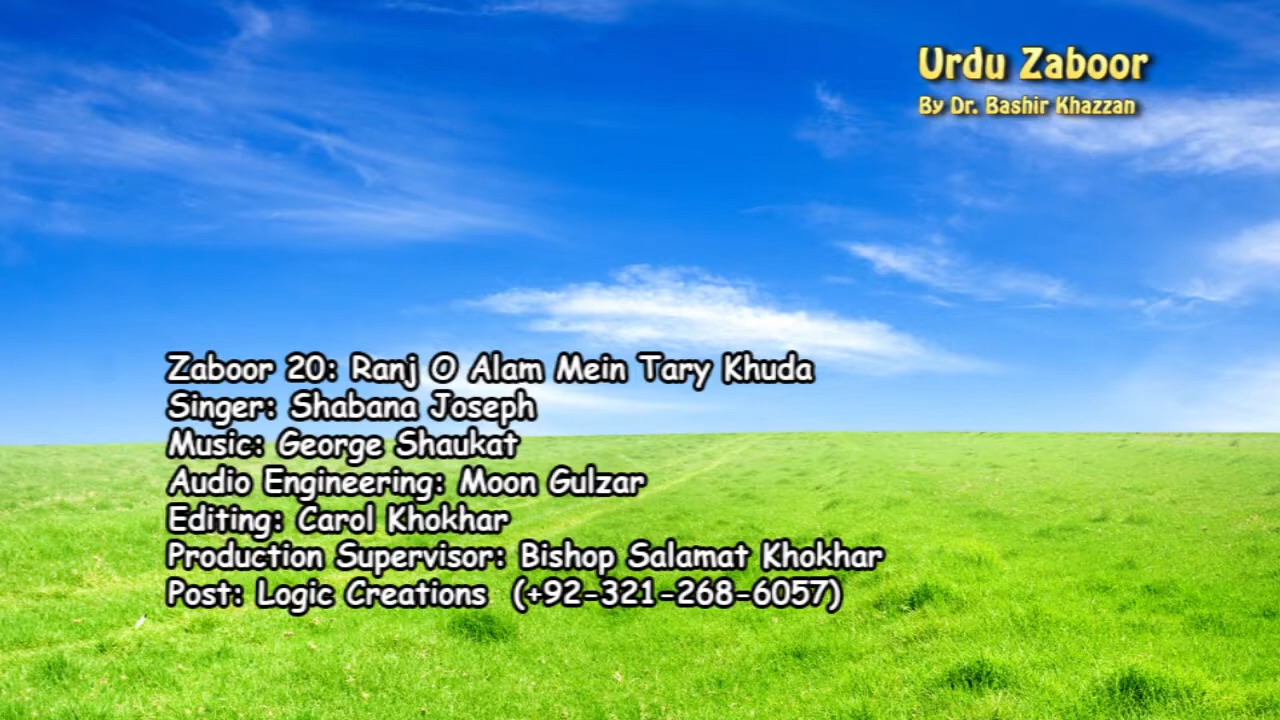 Urdu Zaboor
By Dr. Bashir Khazzan
Zaboor 20: Ranj O Alam Mein Tary Khuda
Singer: Shabana Joseph
Music: George Shaukat
Audio Engineering: Moon Gulzar
Editing: Carol Khokhar
Production Supervisor: Bishop Salamat Khokhar
Post: Logic Creations (+92-321-268-6057)